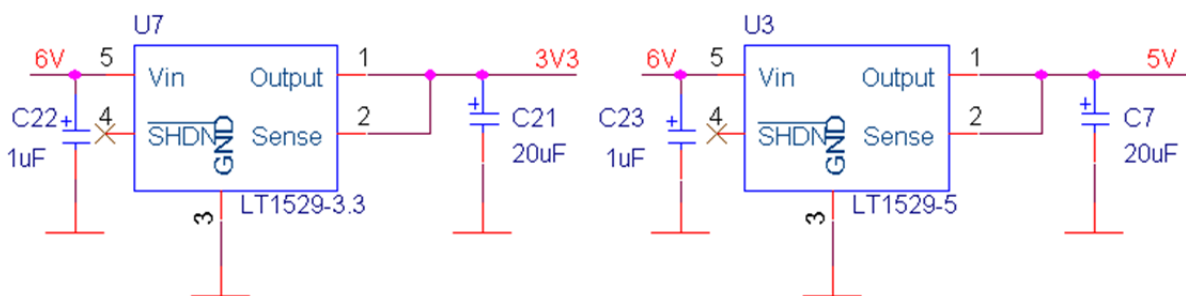 U7
6V 5 Vin Output 1 3V3
C22 1uF
4 SHDN GND Sense 2
C21 20uF
3 LT1529-3.3
U3
6V 5 Vin Output 1 5V
C23 1uF
4 SHDN GND Sense 2
C7 20uF
3 LT1529-5